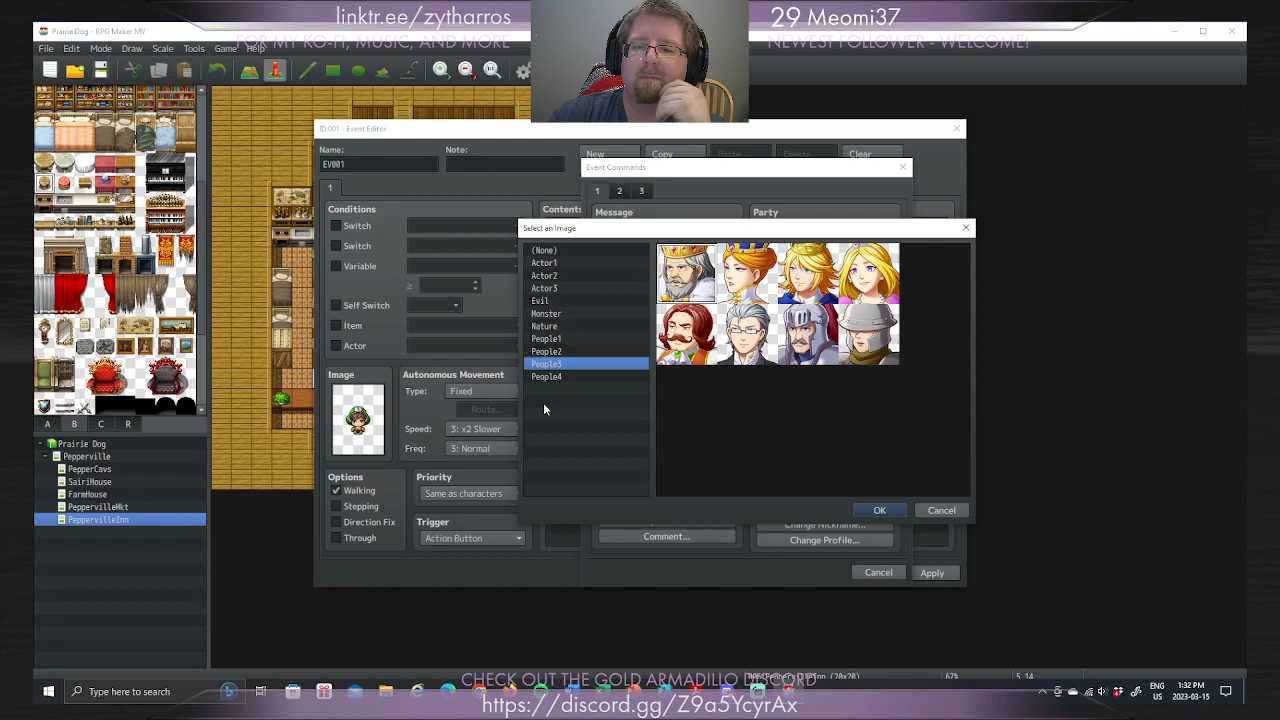 linktr.ee/zytharros
29 Meomi37
FOR MY KO-FI, MUSIC, AND MORE
NEWEST FOLLOWER - WELCOME!
Prairie Dog - RPG Maker MV
File Edit Mode Draw Scale Tools Game Help
ID:001 - Event Editor
Name:
Note:
EV001
New Copy Paste Delete Clear
Event Commands
1
1 2 3
Conditions
Contents
Message
Party
Switch
Switch
Variable
≥
Self Switch
Item
Actor
Select an Image
(None)
Actor1
Actor2
Actor3
Evil
Monster
Nature
People1
People2
People3
People4
OK
Cancel
Image
Autonomous Movement
Type: Fixed
Route...
Speed: 3: x2 Slower
Freq: 3: Normal
Options
Priority
Walking
Same as characters
Stepping
Direction Fix
Trigger
Through
Action Button
Change Nickname...
Comment...
Change Profile...
Cancel
Apply
A B C R
Prairie Dog
Pepperville
PepperCavs
SairiHouse
FarmHouse
PeppervilleMkt
PeppervilleInn
67%
5,14
CHECK OUT THE GOLD ARMADILLO DISCORD
https://discord.gg/Z9a5YcyrAx
Type here to search
ENG
US
1:32 PM
2023-03-15